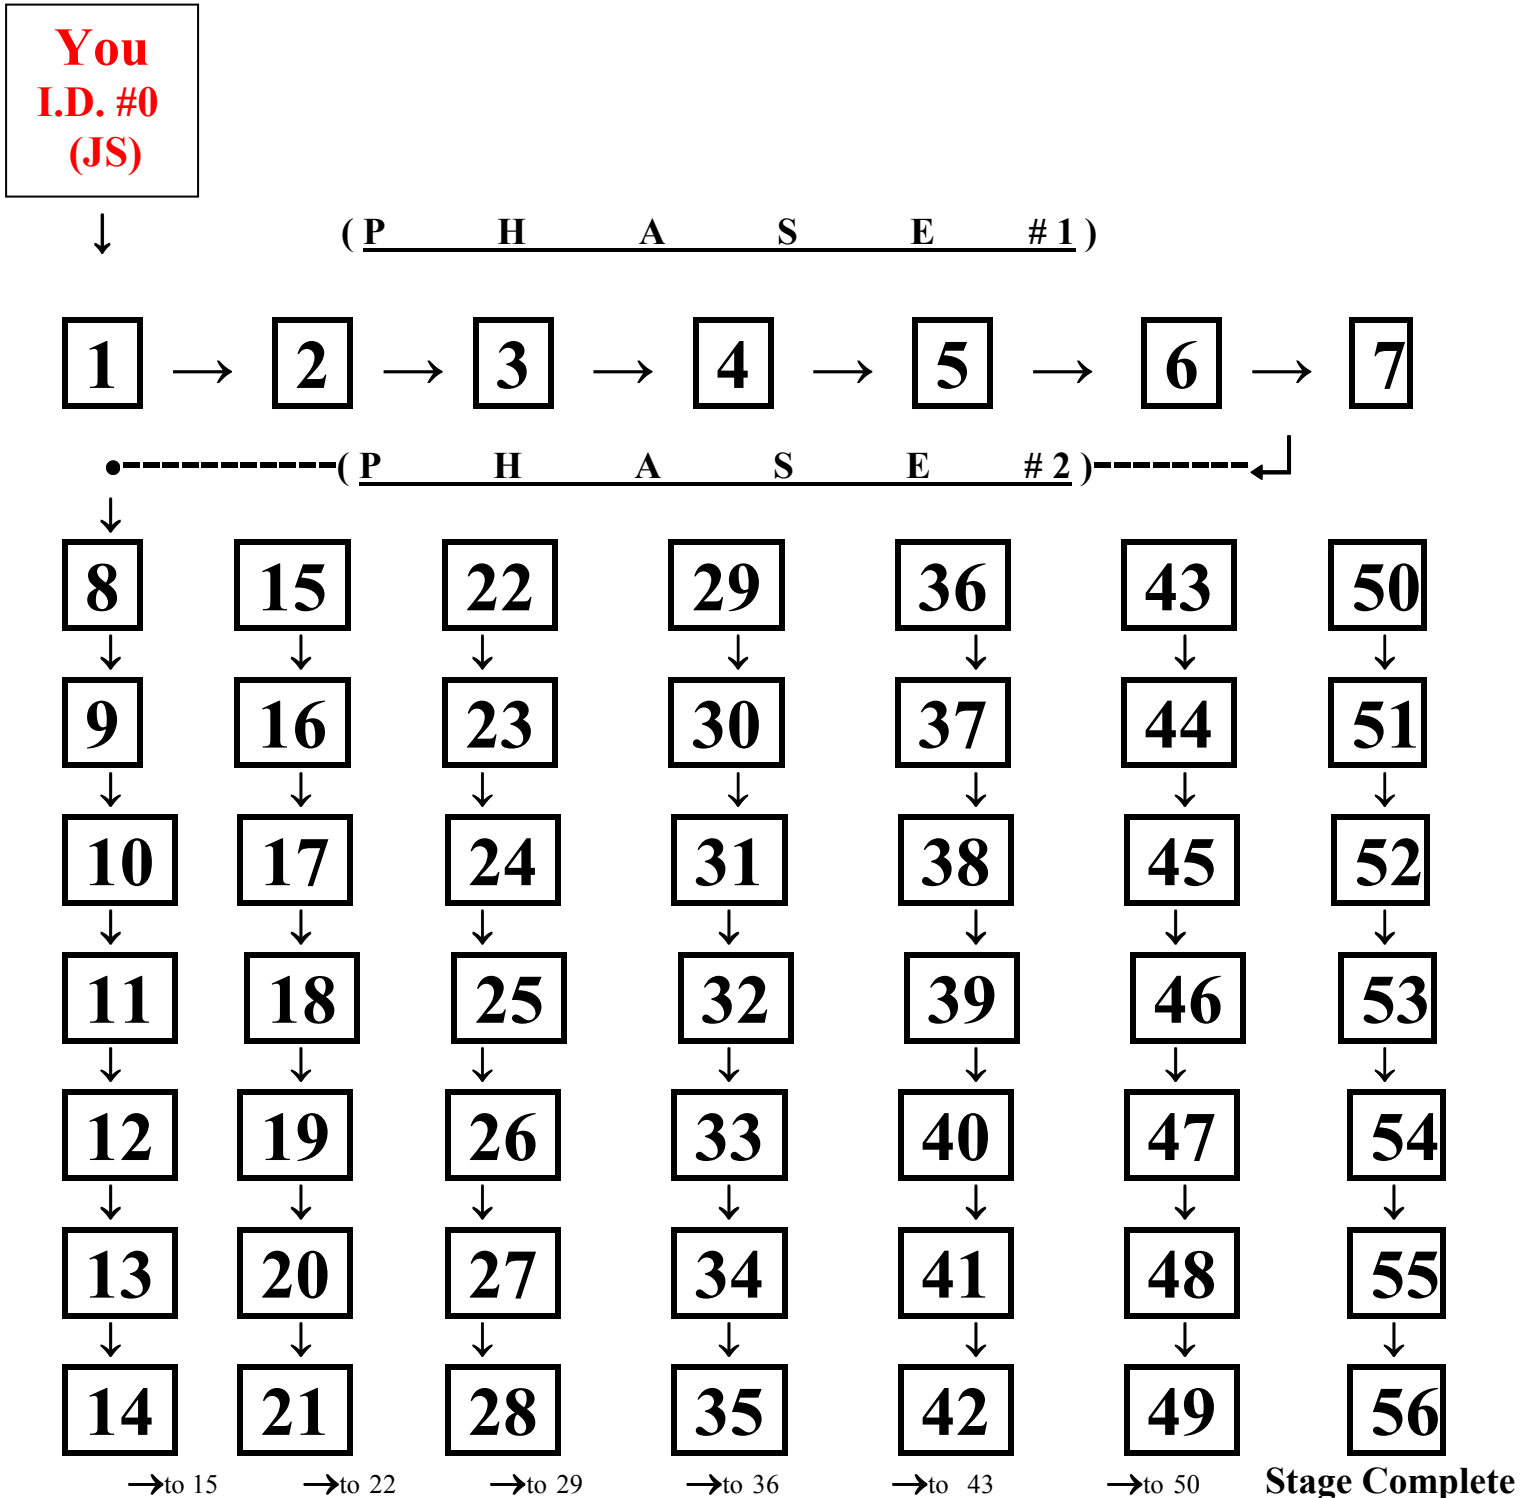 You
I.D. #0
(JS)
↓
( P H A S E # 1 )
1 → 2 → 3 → 4 → 5 → 6 → 7
( P H A S E # 2 )
↓
8 15 22 29 36 43 50
↓ ↓ ↓ ↓ ↓ ↓ ↓
9 16 23 30 37 44 51
↓ ↓ ↓ ↓ ↓ ↓ ↓
10 17 24 31 38 45 52
↓ ↓ ↓ ↓ ↓ ↓ ↓
11 18 25 32 39 46 53
↓ ↓ ↓ ↓ ↓ ↓ ↓
12 19 26 33 40 47 54
↓ ↓ ↓ ↓ ↓ ↓ ↓
13 20 27 34 41 48 55
↓ ↓ ↓ ↓ ↓ ↓ ↓
14 21 28 35 42 49 56
→to 15 →to 22 →to 29 →to 36 →to 43 →to 50 Stage Complete